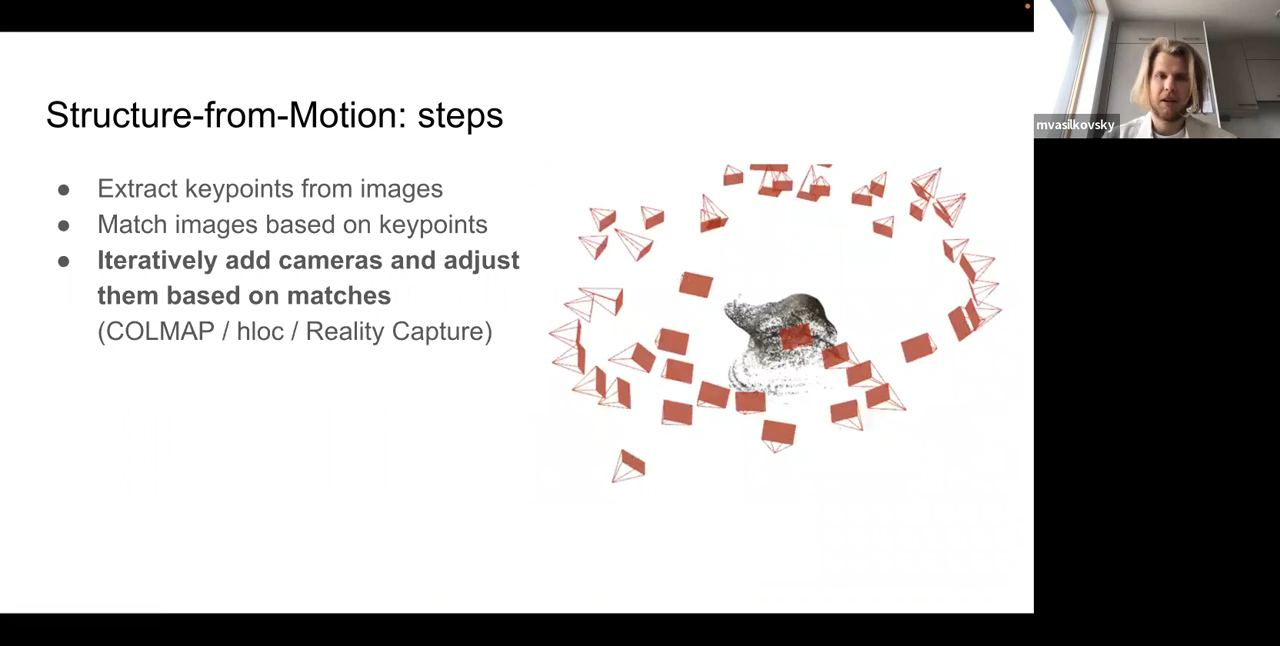 Structure-from-Motion: steps
● Extract keypoints from images
● Match images based on keypoints
● Iteratively add cameras and adjust
them based on matches
(COLMAP / hloc / Reality Capture)
mvasilkovsky